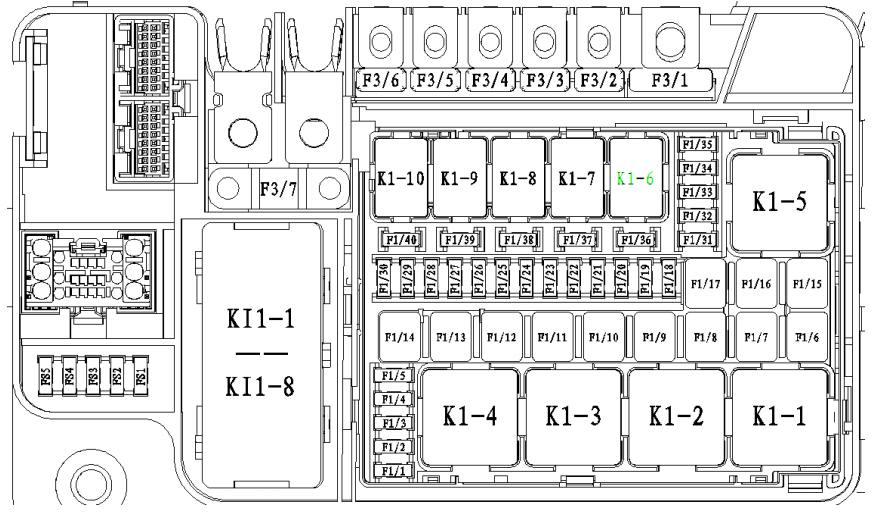 F3/6 F3/5 F3/4 F3/3 F3/2 F3/1
F3/7
K1-10 K1-9 K1-8 K1-7 K1-6
F1/35
F1/34
F1/33
F1/32
F1/31
K1-5
F1/40 F1/39 F1/38 F1/37 F1/36
F1/30 F1/29 F1/28 F1/27 F1/26 F1/25 F1/24 F1/23 F1/22 F1/21 F1/20 F1/19 F1/18
F1/17 F1/16 F1/15
F1/14 F1/13 F1/12 F1/11 F1/10 F1/9 F1/8 F1/7 F1/6
KI1-1
——
KI1-8
FS5 FS4 FS3 FS2 FS1
F1/5
F1/4
F1/3
F1/2
F1/1
K1-4 K1-3 K1-2 K1-1